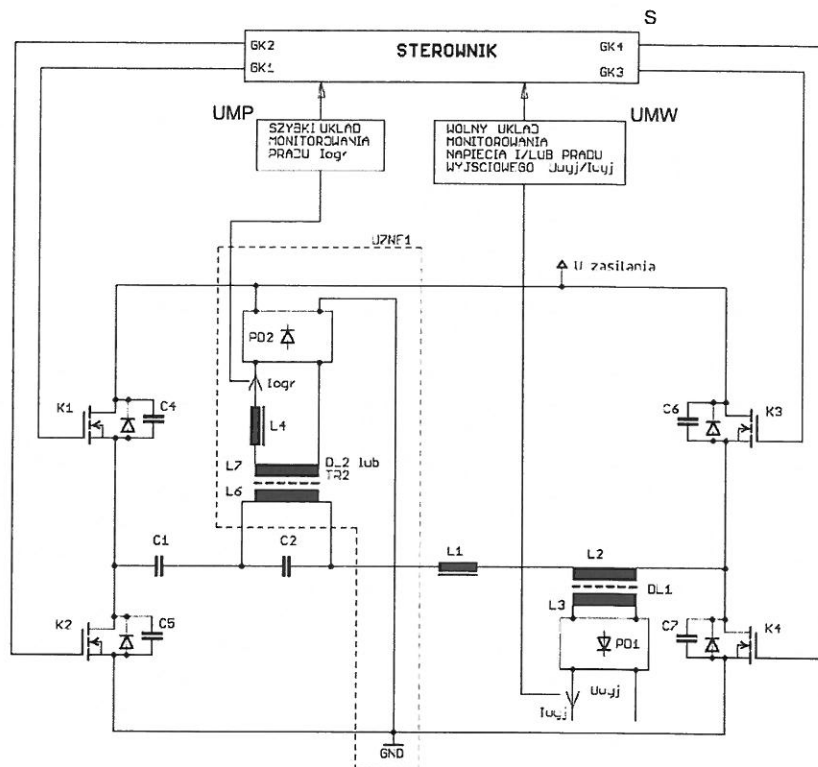 S
GK2
STEROWNIK
GK4
GK1
GK3
UMP
UMW
SZYBKI UKLAD
MONITOROWANIA
PRADU Iogr
WOLNY UKLAD
MONITOROWANIA
NAPIECIA I/LUB PRADU
WYJSCIOWEGO Uwyj/Iwyj
UZNE1
U zasilania
PD2
Iogr
K1
C4
C6
K3
L4
L7
DL2 lub
TR2
L6
C1
C2
L1
L2
DL1
L3
K2
C5
C7
K4
PD1
Uwyj
Iwyj
GND